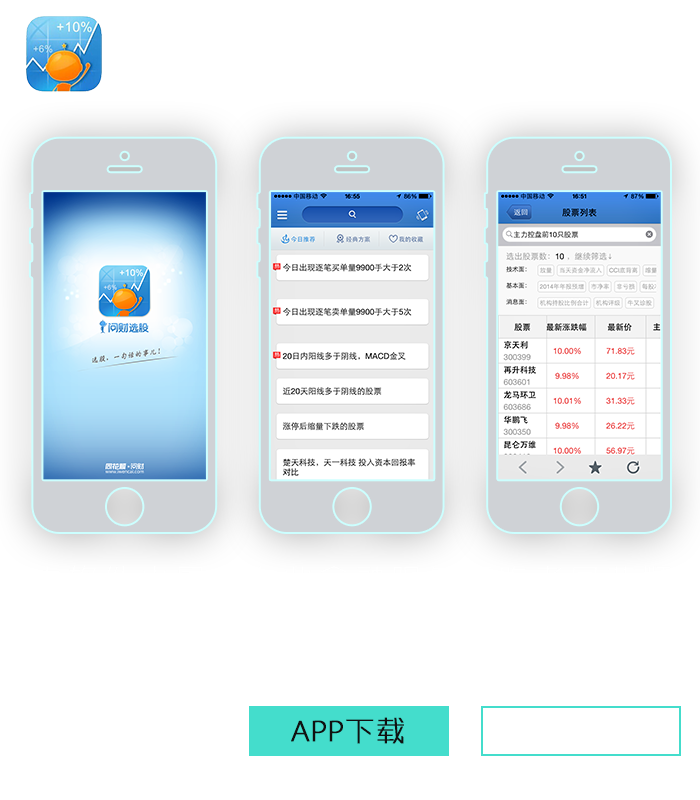 +10%
+6%
+10%
+6%
问财选股
选股，一句话的事儿！
同花顺·问财
www.iwencai.com
中国移动
16:55
86%
今日推荐
经典方案
我的收藏
今日出现逐笔买单量9900手大于2次
今日出现逐笔卖单量9900手大于5次
20日内阳线多于阴线，MACD金叉
近20天阳线多于阴线的股票
涨停后缩量下跌的股票
楚天科技，天一科技 投入资本回报率
对比
中国移动
16:51
87%
返回
股票列表
主力控盘前10只股票
选出股票数：10 ，继续筛选↓
技术面：
放量
当天资金净流入
CCI底背离
基本面：
2014年年报预增
市净率
非亏损
消息面：
机构持股比例合计
机构评级
股票 最新涨跌幅 最新价 主
京天利
300399
10.00%
71.83元
再升科技
603601
9.98%
20.17元
龙马环卫
603686
10.01%
31.33元
华鹏飞
300350
9.98%
26.22元
昆仑万维
10.00%
56.97元
APP下载